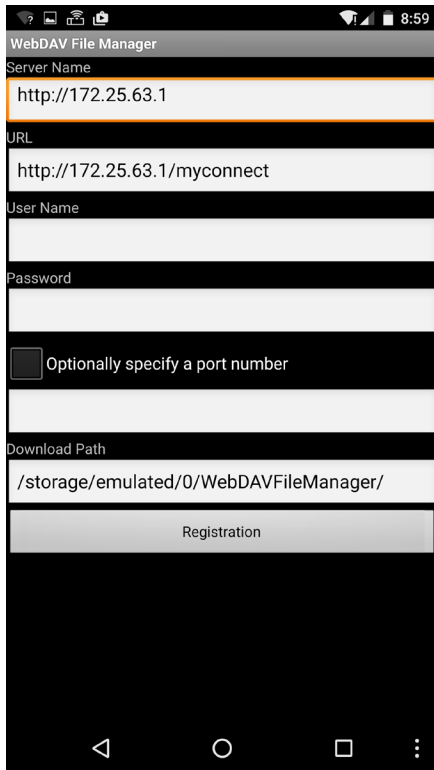 8:59
WebDAV File Manager
Server Name
http://172.25.63.1
URL
http://172.25.63.1/myconnect
User Name
Password
Optionally specify a port number
Download Path
/storage/emulated/0/WebDAVFileManager/
Registration